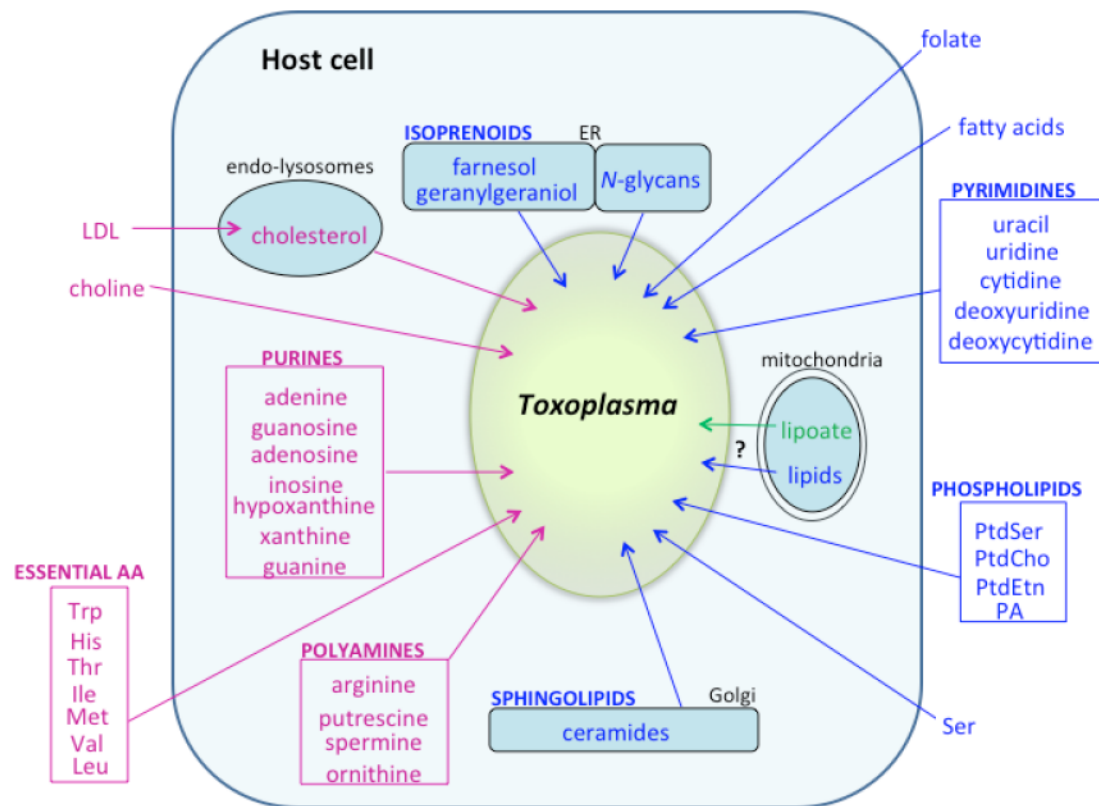 Host cell
folate
fatty acids
ISOPRENOIDS
ER
farnesol
geranylgeraniol
N-glycans
endo-lysosomes
cholesterol
LDL
choline
PYRIMIDINES
uracil
uridine
cytidine
deoxyuridine
deoxycytidine
PURINES
adenine
guanosine
adenosine
inosine
hypoxanthine
xanthine
guanine
Toxoplasma
mitochondria
lipoate
?
lipids
PHOSPHOLIPIDS
PtdSer
PtdCho
PtdEtn
PA
ESSENTIAL AA
Trp
His
Thr
Ile
Met
Val
Leu
POLYAMINES
arginine
putrescine
spermine
ornithine
SPHINGOLIPIDS
Golgi
ceramides
Ser